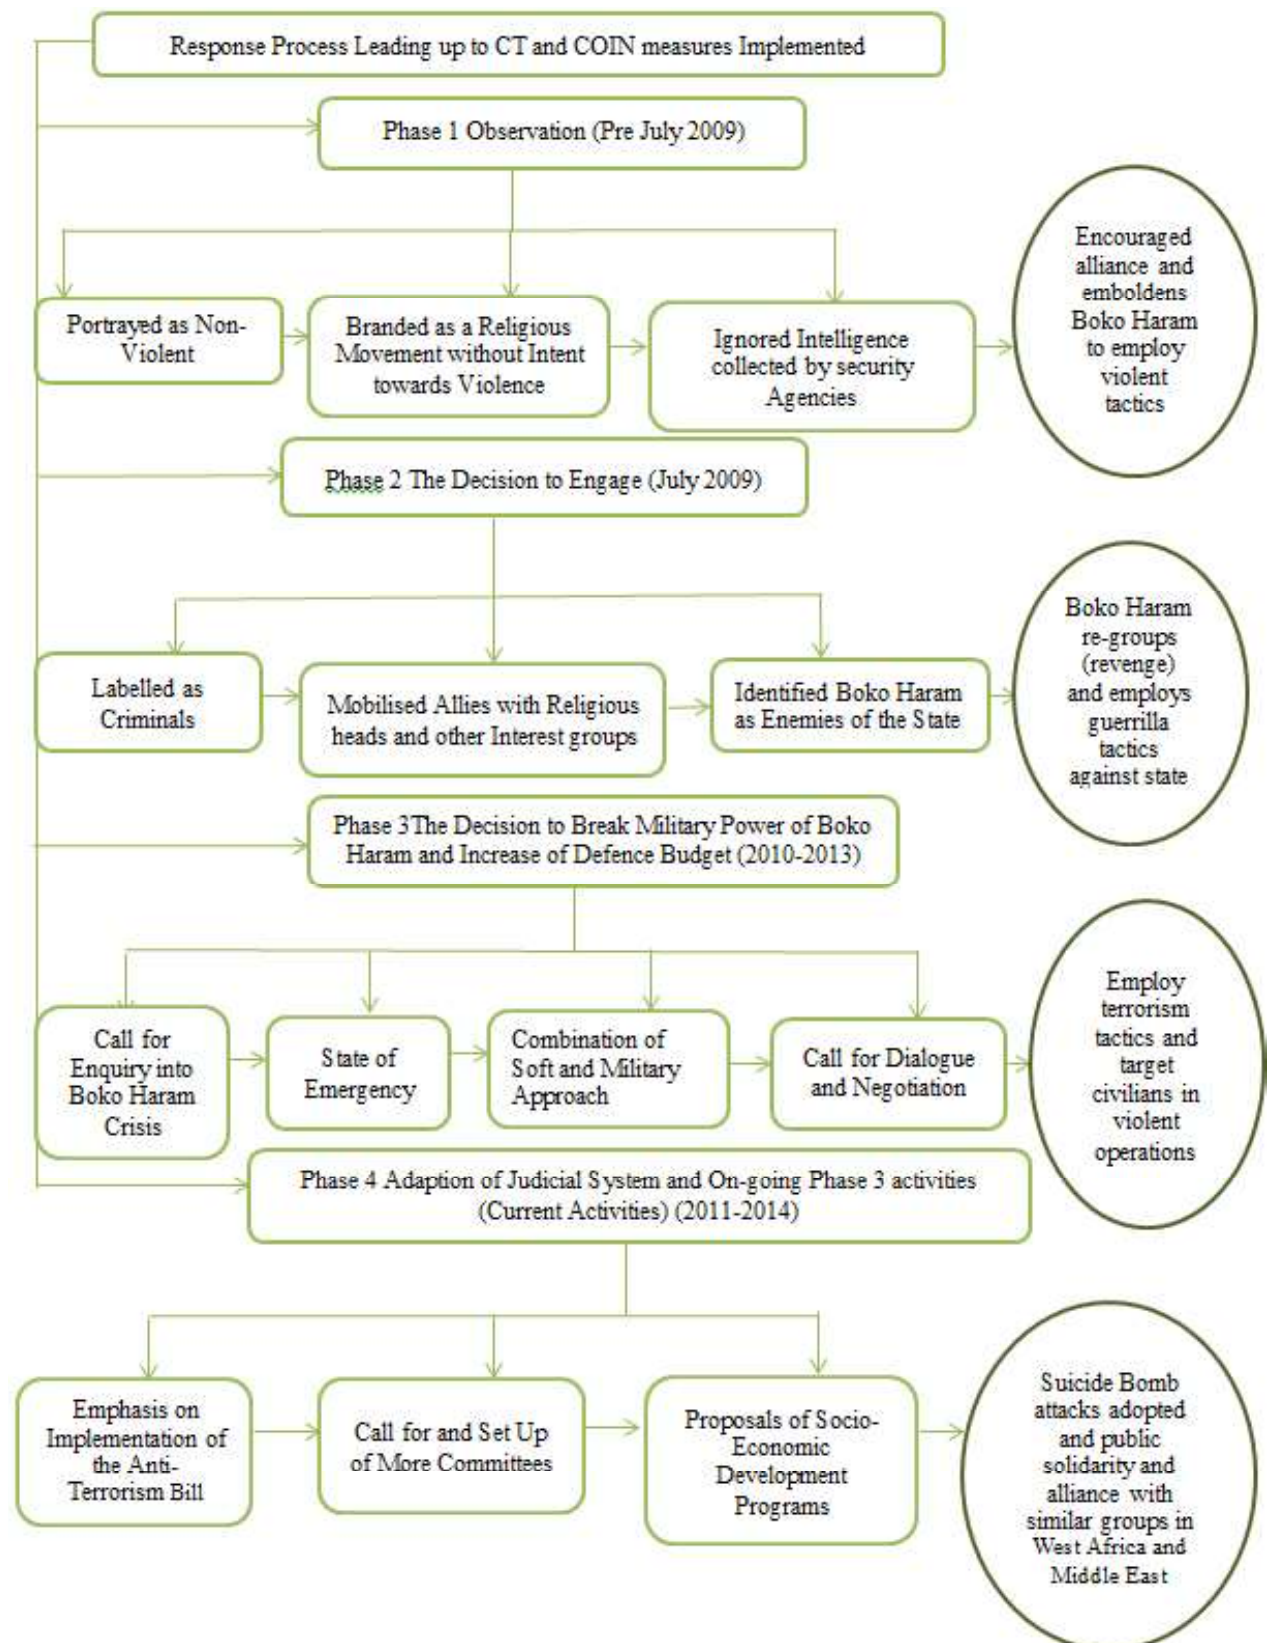 Response Process Leading up to CT and COIN measures Implemented
Phase 1 Observation (Pre July 2009)
Portrayed as Non-
Violent
Branded as a Religious
Movement without Intent
towards Violence
Ignored Intelligence
collected by security
Agencies
Encouraged
alliance and
emboldens
Boko Haram
to employ
violent
tactics
Phase 2 The Decision to Engage (July 2009)
Labelled as
Criminals
Mobilised Allies with Religious
heads and other Interest groups
Identified Boko Haram
as Enemies of the State
Boko Haram
re-groups
(revenge)
and employs
guerrilla
tactics
against state
Phase 3The Decision to Break Military Power of Boko
Haram and Increase of Defence Budget (2010-2013)
Call for
Enquiry into
Boko Haram
Crisis
State of
Emergency
Combination of
Soft and Military
Approach
Call for Dialogue
and Negotiation
Employ
terrorism
tactics and
target
civilians in
violent
operations
Phase 4 Adaption of Judicial System and On-going Phase 3 activities
(Current Activities) (2011-2014)
Emphasis on
Implementation of
the Anti-
Terrorism Bill
Call for and Set Up
of More Committees
Proposals of Socio-
Economic
Development
Programs
Suicide Bomb
attacks adopted
and public
solidarity and
alliance with
similar groups in
West Africa and
Middle East